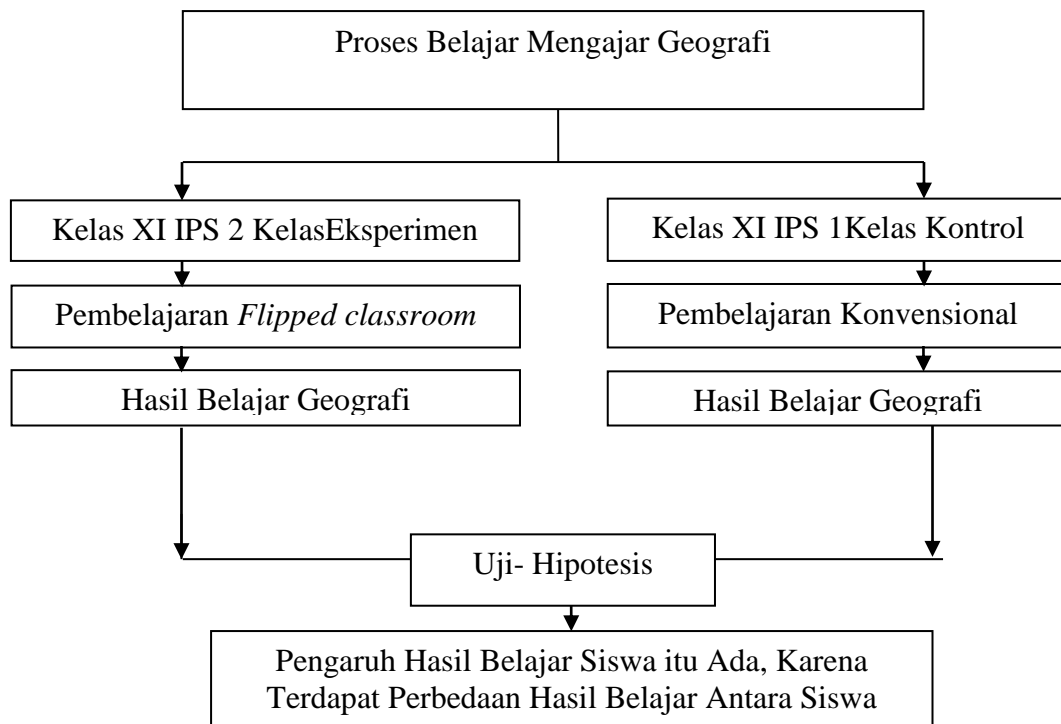 Proses Belajar Mengajar Geografi
Kelas XI IPS 2 KelasEksperimen
Kelas XI IPS 1Kelas Kontrol
Pembelajaran Flipped classroom
Pembelajaran Konvensional
Hasil Belajar Geografi
Hasil Belajar Geografi
Uji- Hipotesis
Pengaruh Hasil Belajar Siswa itu Ada, Karena
Terdapat Perbedaan Hasil Belajar Antara Siswa